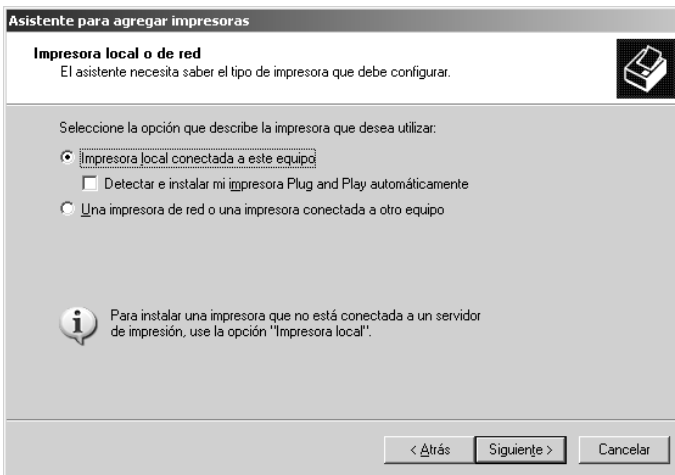 Asistente para agregar impresoras
Impresora local o de red
El asistente necesita saber el tipo de impresora que debe configurar.
Seleccione la opción que describe la impresora que desea utilizar:
Impresora local conectada a este equipo
Detectar e instalar mi impresora Plug and Play automáticamente
Una impresora de red o una impresora conectada a otro equipo
Para instalar una impresora que no está conectada a un servidor
de impresión, use la opción "Impresora local".
< Atrás Siguiente > Cancelar